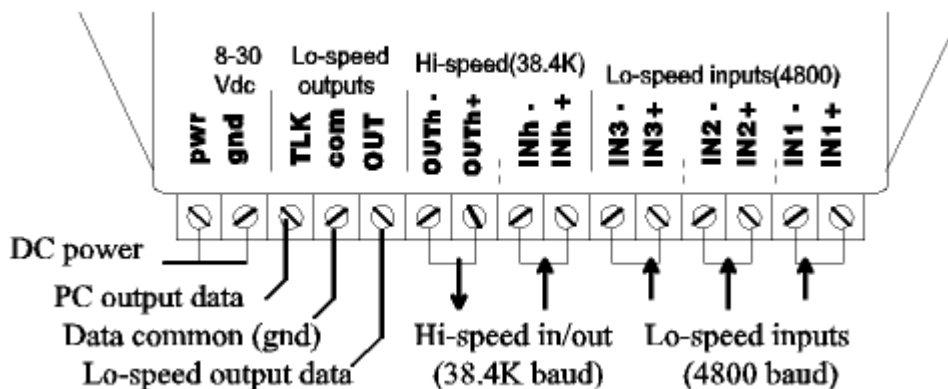 8-30
Vdc
Lo-speed
outputs
Hi-speed(38.4K)
Lo-speed inputs(4800)
pwr
gnd
TLK
com
OUT
OUTh -
OUTh+
INh -
INh +
IN3 -
IN3+
IN2 -
IN2+
IN1 -
IN1+
DC power
PC output data
Data common (gnd)
Lo-speed output data
Hi-speed in/out
(38.4K baud)
Lo-speed inputs
(4800 baud)